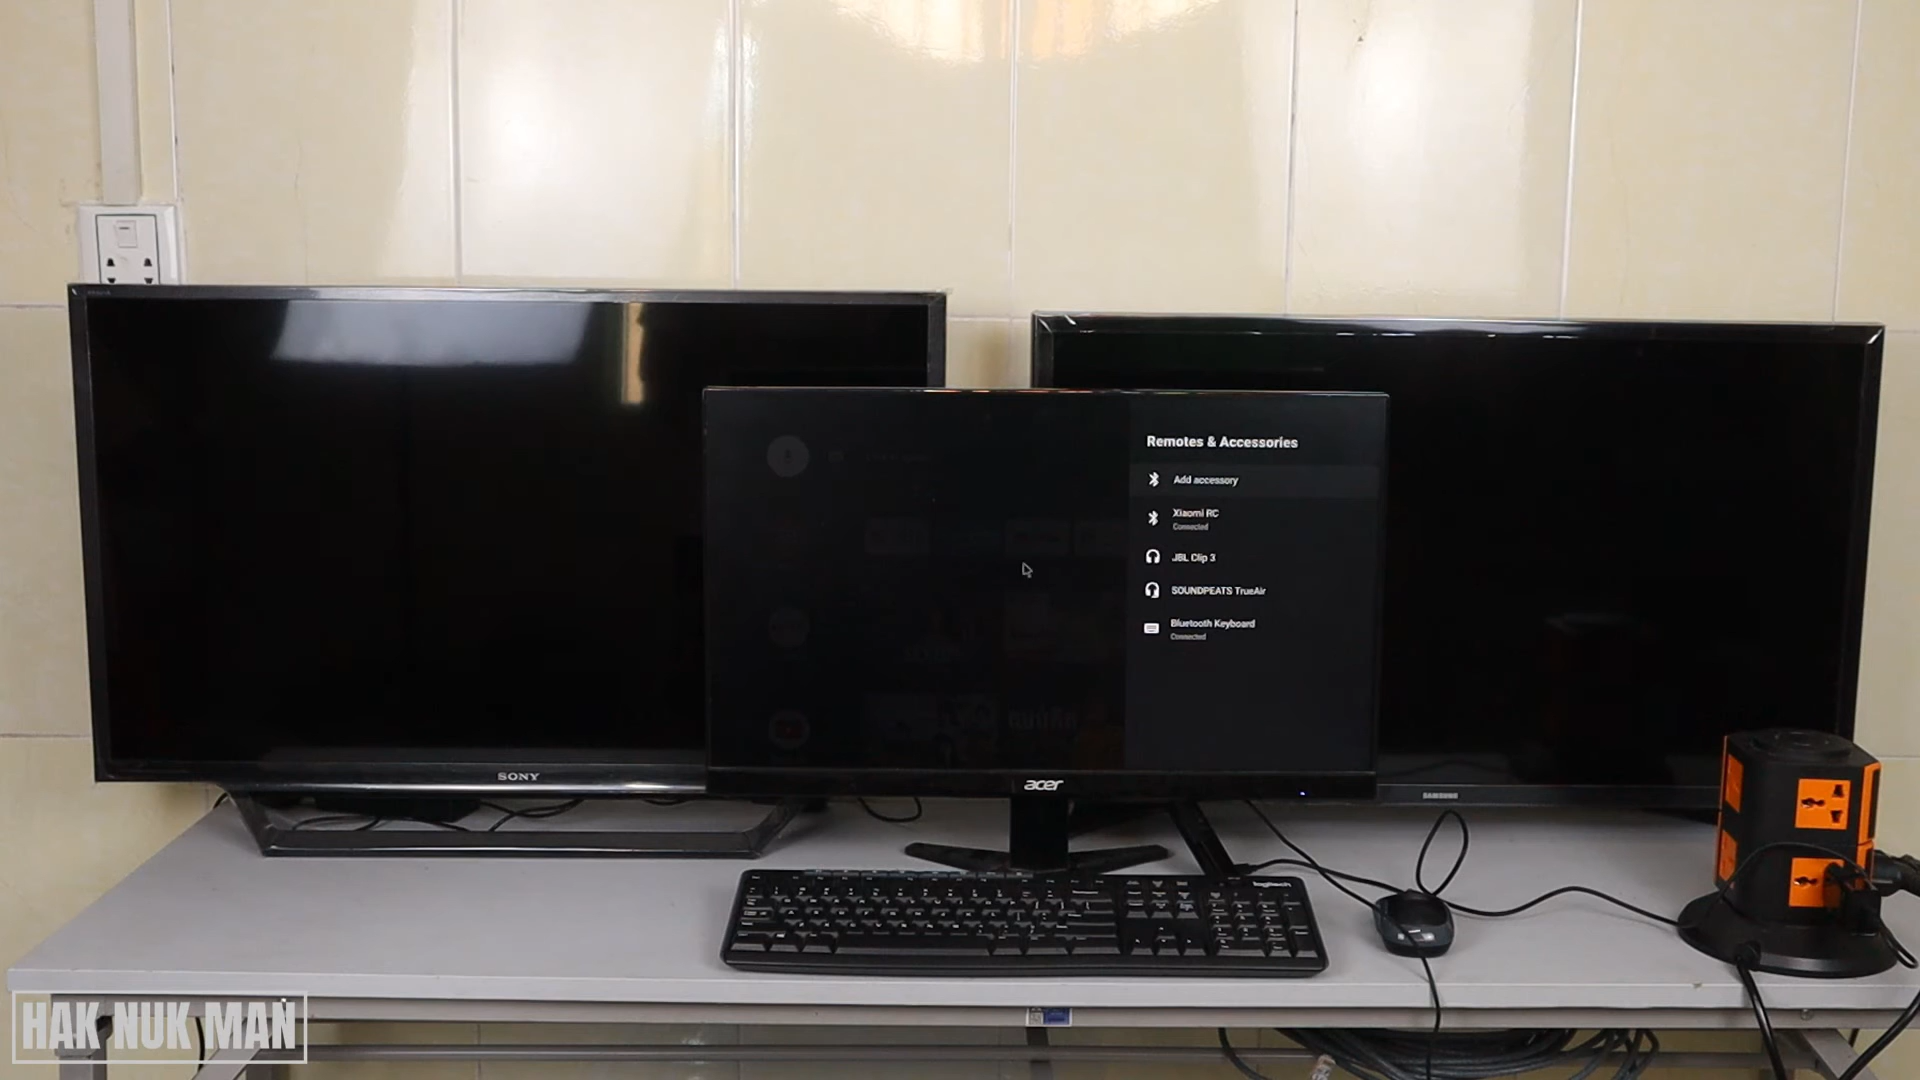 Remotes & Accessories
Add accessory
Xiaomi RC
Connected
JBL Clip 3
SOUNDPEATS TrueAir
Bluetooth Keyboard
Connected
SONY
acer
SAMSUNG
logitech
HAK NUK MAN